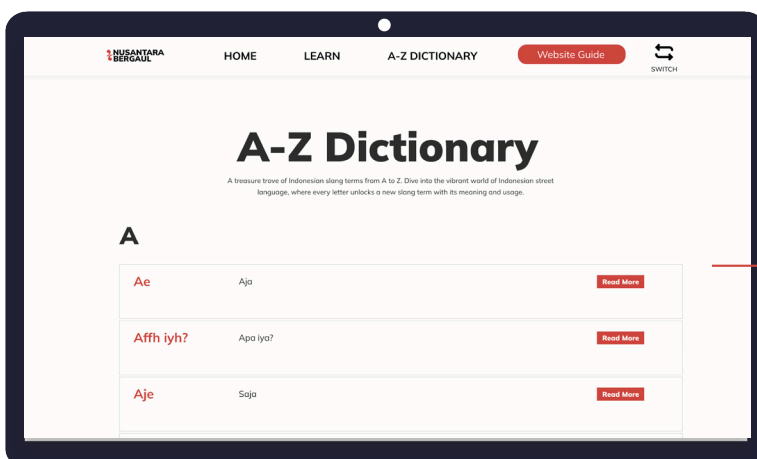 NUSANTARA
BERGAUL
HOME
LEARN
A-Z DICTIONARY
Website Guide
SWITCH
A-Z Dictionary
A treasure trove of Indonesian slang terms from A to Z. Dive into the vibrant world of Indonesian street
language, where every letter unlocks a new slang term with its meaning and usage.
A
Ae
Aja
Read More
Affh iyh?
Apa iya?
Read More
Aje
Saja
Read More